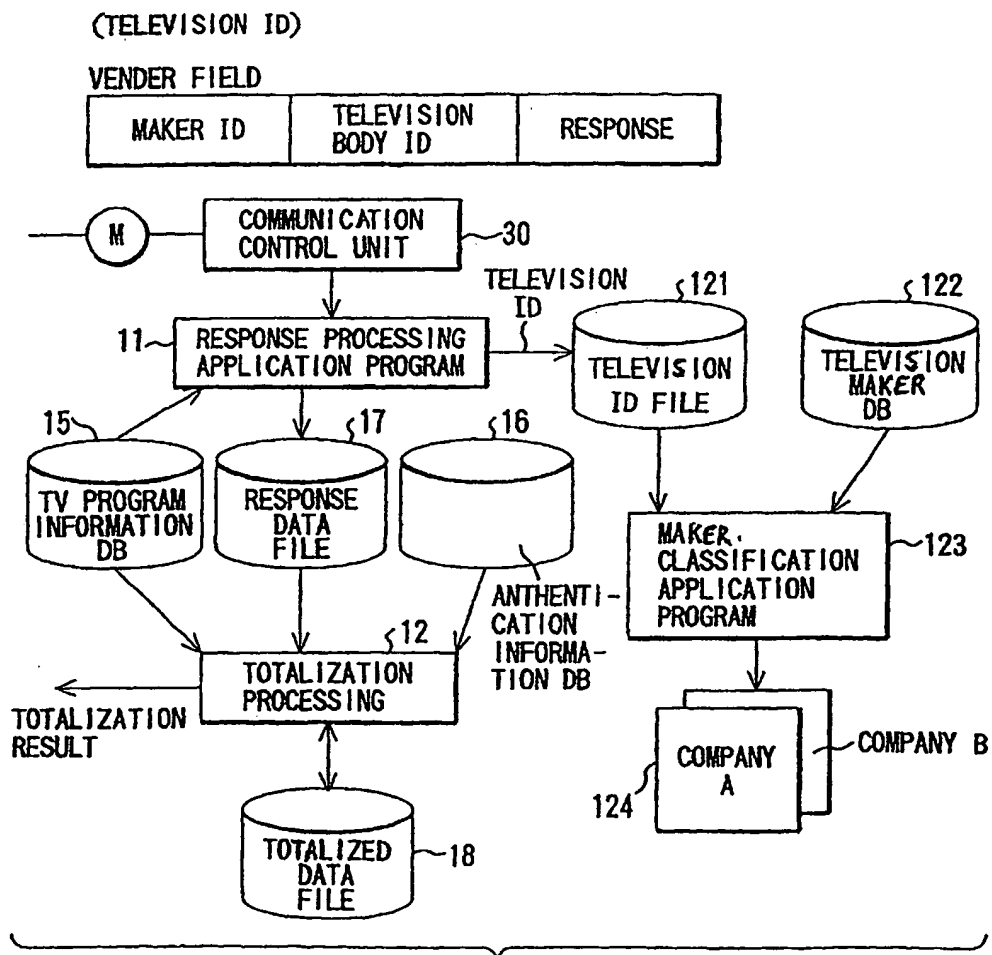 (TELEVISION ID)
VENDER FIELD
MAKER ID
TELEVISION
BODY ID
RESPONSE
M
COMMUNICATION
CONTROL UNIT
30
11
RESPONSE PROCESSING
APPLICATION PROGRAM
TELEVISION
ID
121
TELEVISION
ID FILE
122
TELEVISION
MAKER
DB
15
TV PROGRAM
INFORMATION
DB
17
RESPONSE
DATA
FILE
16
ANTHENTI-
CATION
INFORMA-
TION DB
MAKER.
CLASSIFICATION
APPLICATION
PROGRAM
123
12
TOTALIZATION
PROCESSING
TOTALIZATION
RESULT
COMPANY
A
COMPANY B
124
TOTALIZED
DATA
FILE
18